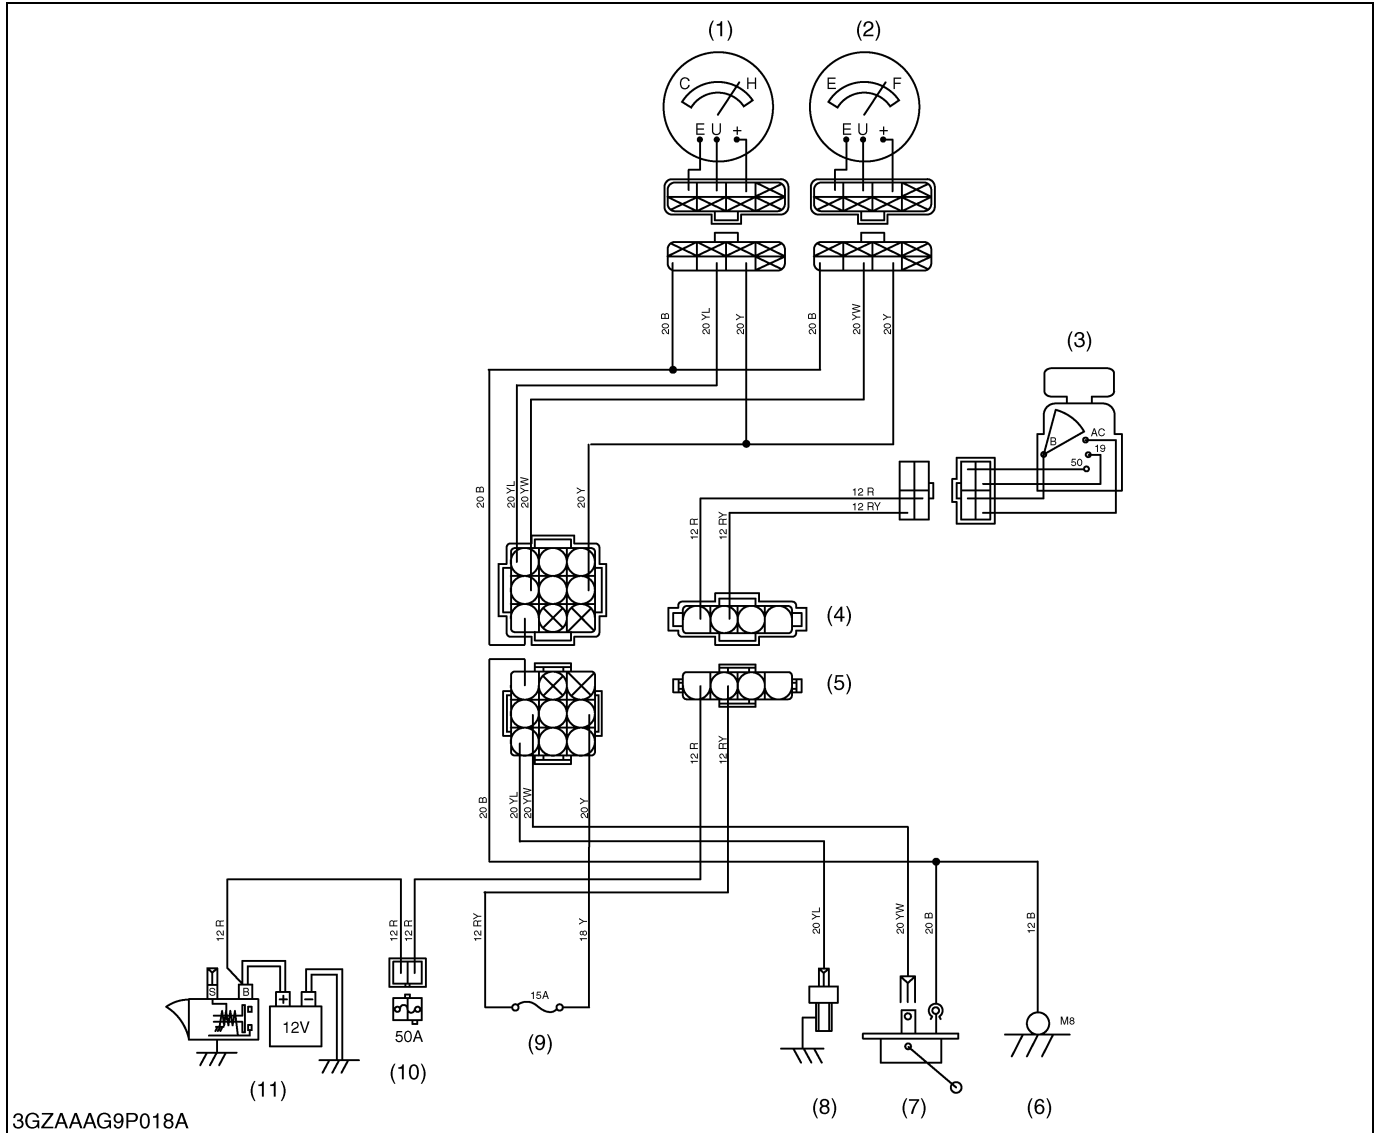 (1)
(2)
C H
E F
E U +
E U +
20 B
20 YL
20 Y
20 B
20 YW
20 Y
(3)
B
AC
19
50
20 B
20 YL
20 YW
20 Y
12 R
12 RY
12 R
12 RY
(4)
(5)
20 B
20 YL
20 YW
20 Y
12 R
12 RY
12 R
12 R
12 R
12 RY
18 Y
20 YL
20 YW
20 B
12 B
S
B
+
−
12V
50A
15A
M8
(9)
(10)
(11)
(8)
(7)
(6)
3GZAAAG9P018A